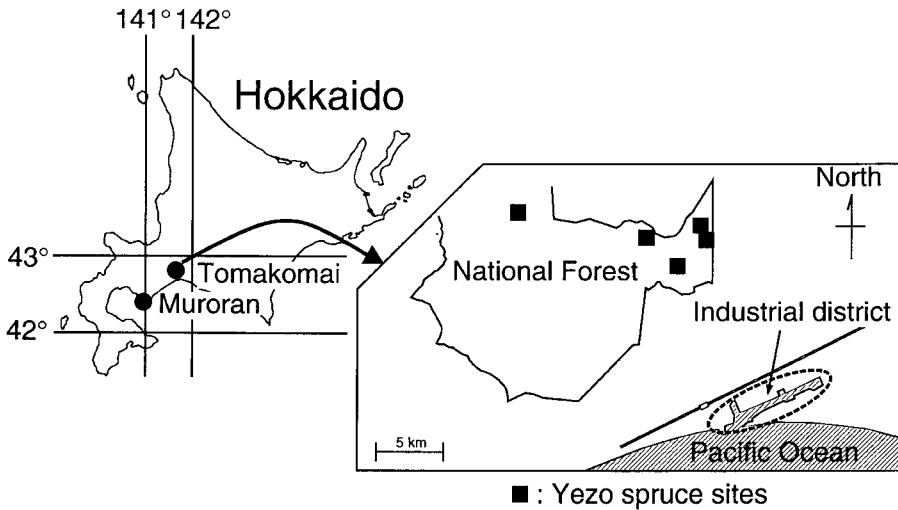 141° 142°
Hokkaido
North
43°
Tomakomai
National Forest
Muroran
Industrial district
42°
5 km
Pacific Ocean
■ : Yezo spruce sites